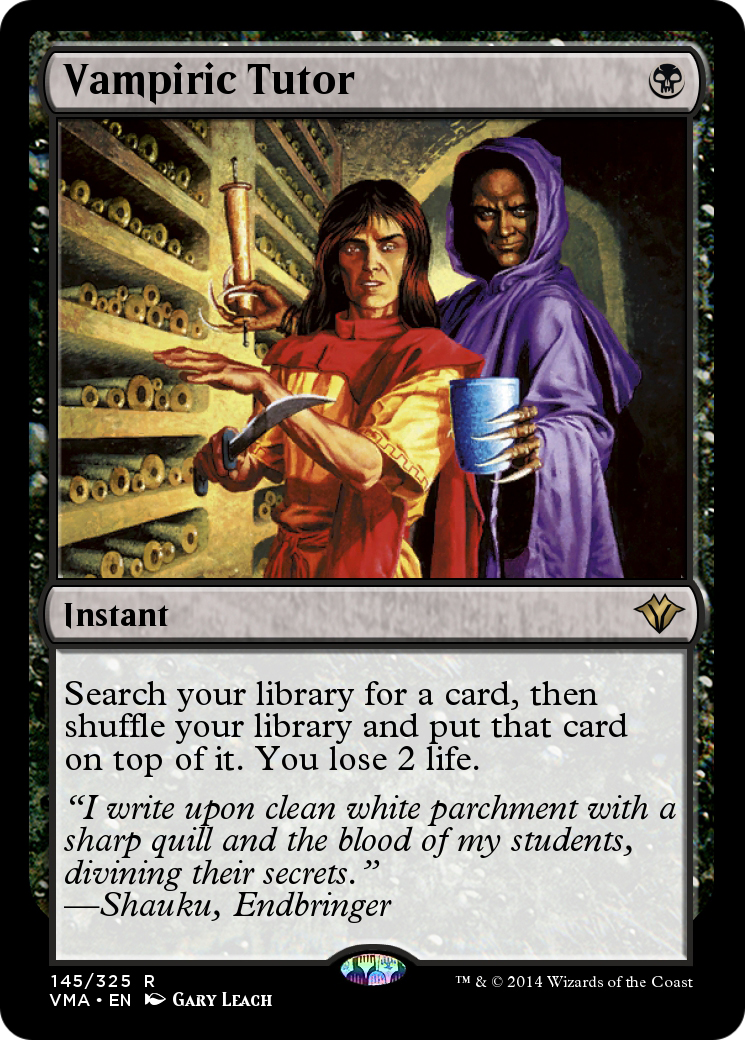 Vampiric Tutor
Instant
Search your library for a card, then
shuffle your library and put that card
on top of it. You lose 2 life.
“I write upon clean white parchment with a
sharp quill and the blood of my students,
divining their secrets.”
—Shauku, Endbringer
145/325 R
VMA • EN Gary Leach
™ & © 2014 Wizards of the Coast